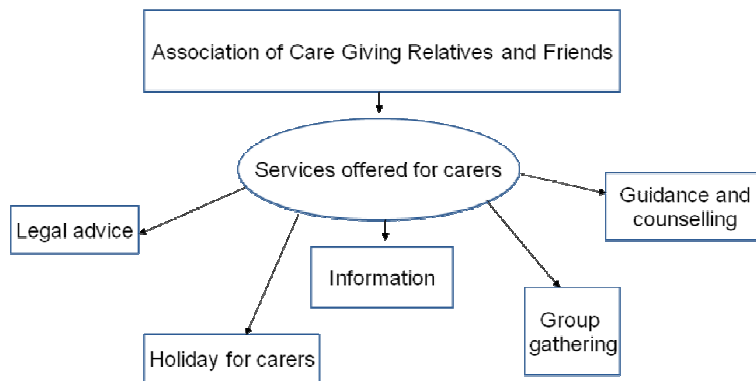 Association of Care Giving Relatives and Friends
Services offered for carers
Guidance and
counselling
Legal advice
Information
Group
gathering
Holiday for carers